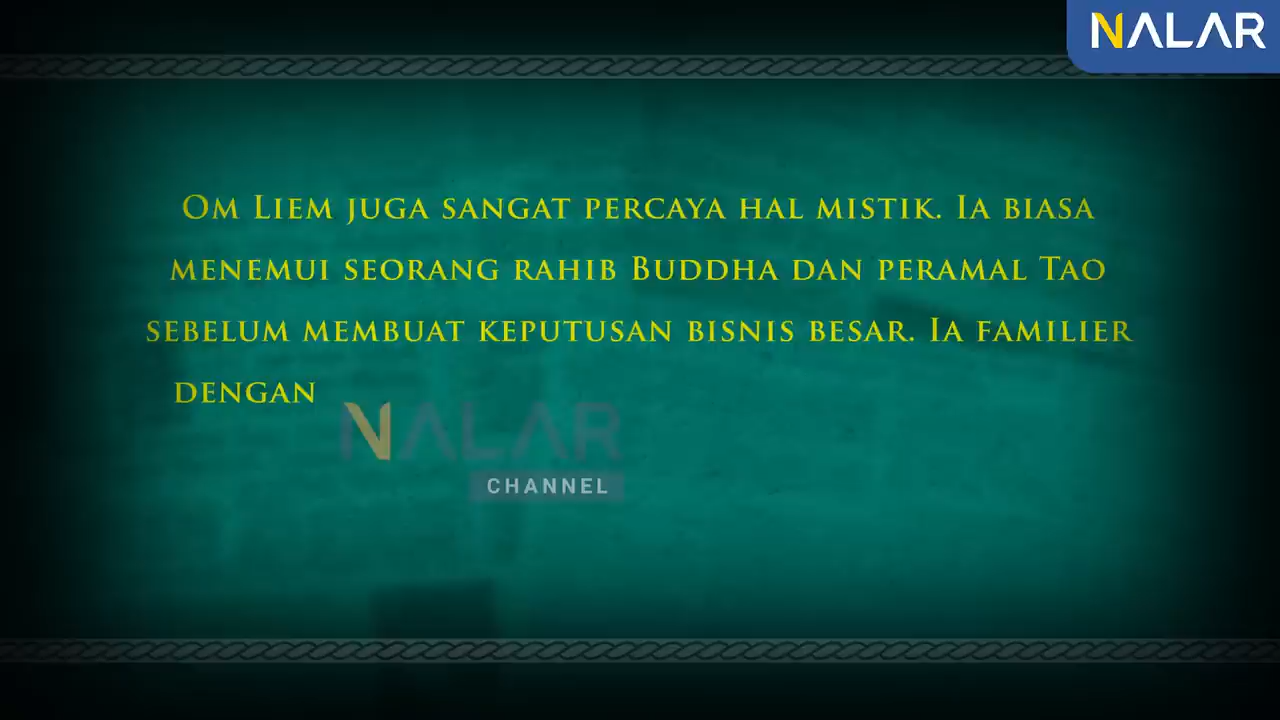 NALAR
Om Liem juga sangat percaya hal mistik. Ia biasa
menemui seorang rahib Buddha dan peramal Tao
sebelum membuat keputusan bisnis besar. Ia familier
dengan
NALAR
CHANNEL